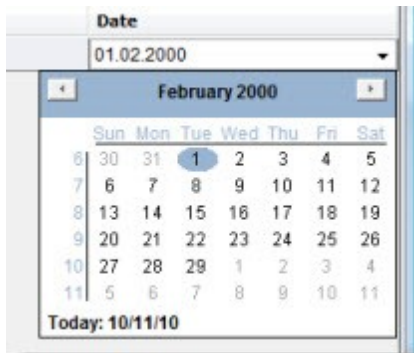 Date
01.02.2000
February 2000
Sun Mon Tue Wed Thu Fri Sat
6 30 31 1 2 3 4 5
7 6 7 8 9 10 11 12
8 13 14 15 16 17 18 19
9 20 21 22 23 24 25 26
10 27 28 29 1 2 3 4
11 5 6 7 8 9 10 11
Today: 10/11/10